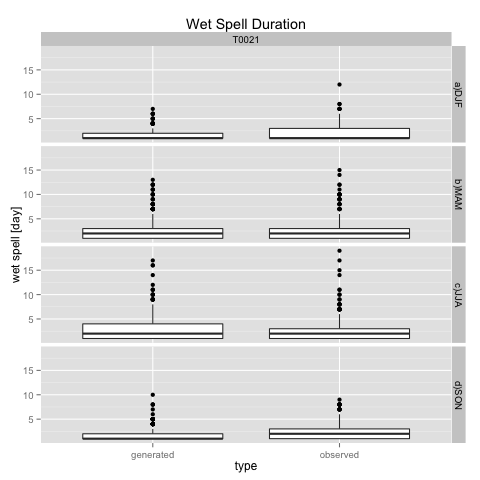 Wet Spell Duration
T0021
15
10
5
a)DJF
15
10
5
b)MAM
15
10
5
c)JJA
15
10
5
d)SON
wet spell [day]
generated observed
type